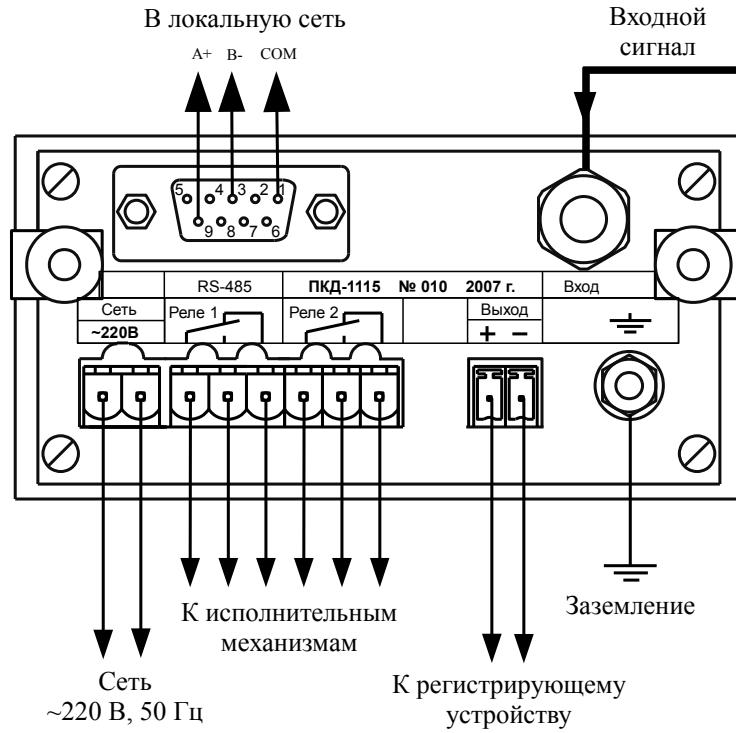 В локальную сеть
Входной
сигнал
A+ B- COM
5 4 3 2 1
9 8 7 6
RS-485 ПКД-1115 № 010 2007 г. Вход
Сеть Реле 1 Реле 2 Выход
~220В + −
К исполнительным
механизмам
Заземление
Сеть
~220 В, 50 Гц
К регистрирующему
устройству